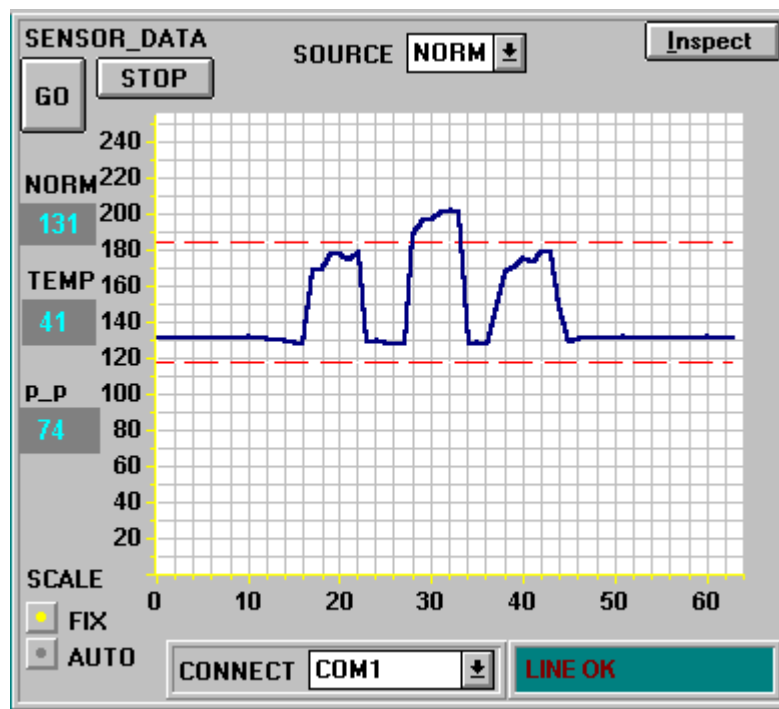 SENSOR_DATA
SOURCE NORM
Inspect
GO
STOP
240
NORM
220
131
200
180
TEMP
160
41
140
120
P_P
100
74
80
60
40
20
SCALE
0 10 20 30 40 50 60
FIX
AUTO
CONNECT COM1
LINE OK